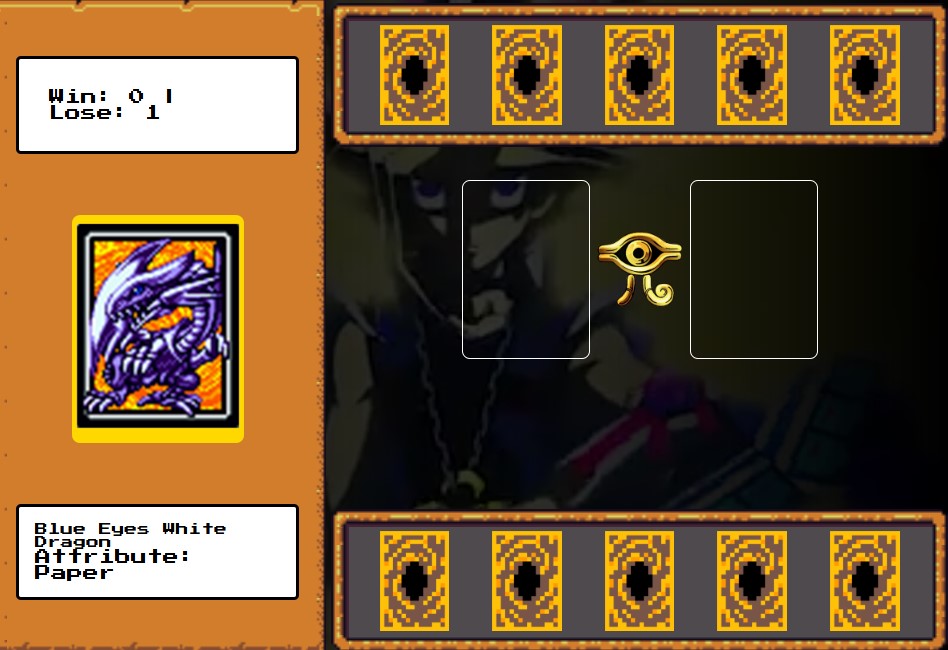 Win: 0 |
Lose: 1
Blue Eyes White
Dragon
Attribute:
Paper